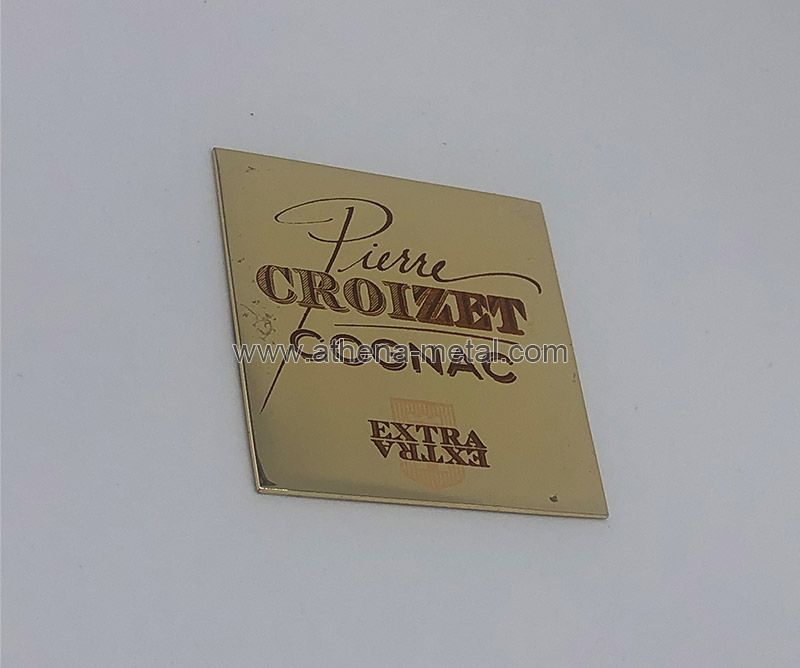 Pierre
CROIZET
COGNAC
www.athena-metal.com
EXTRA
EXTRA